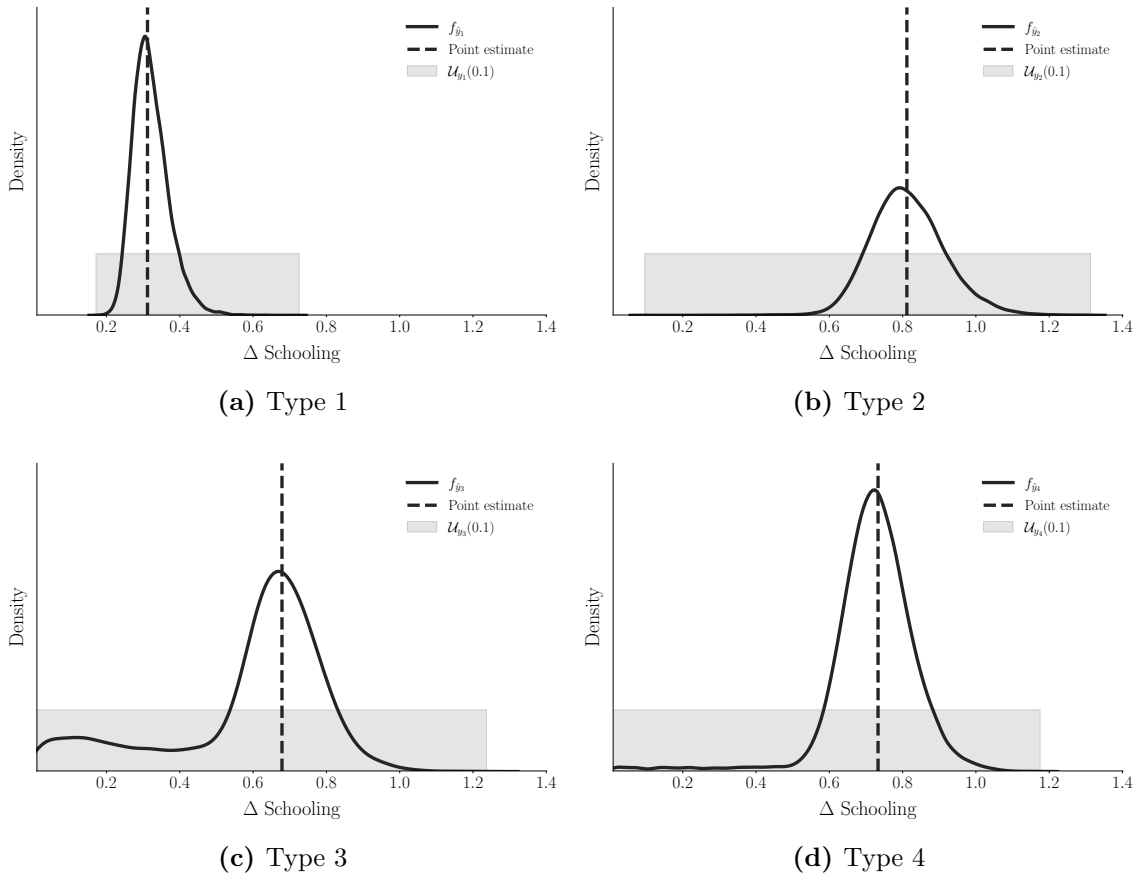 f_{ŷ₁}
Point estimate
𝒰_{y₁}(0.1)
Density
0.2 0.4 0.6 0.8 1.0 1.2 1.4
Δ Schooling
(a) Type 1
f_{ŷ₂}
Point estimate
𝒰_{y₂}(0.1)
Density
0.2 0.4 0.6 0.8 1.0 1.2 1.4
Δ Schooling
(b) Type 2
f_{ŷ₃}
Point estimate
𝒰_{y₃}(0.1)
Density
0.2 0.4 0.6 0.8 1.0 1.2 1.4
Δ Schooling
(c) Type 3
f_{ŷ₄}
Point estimate
𝒰_{y₄}(0.1)
Density
0.2 0.4 0.6 0.8 1.0 1.2 1.4
Δ Schooling
(d) Type 4